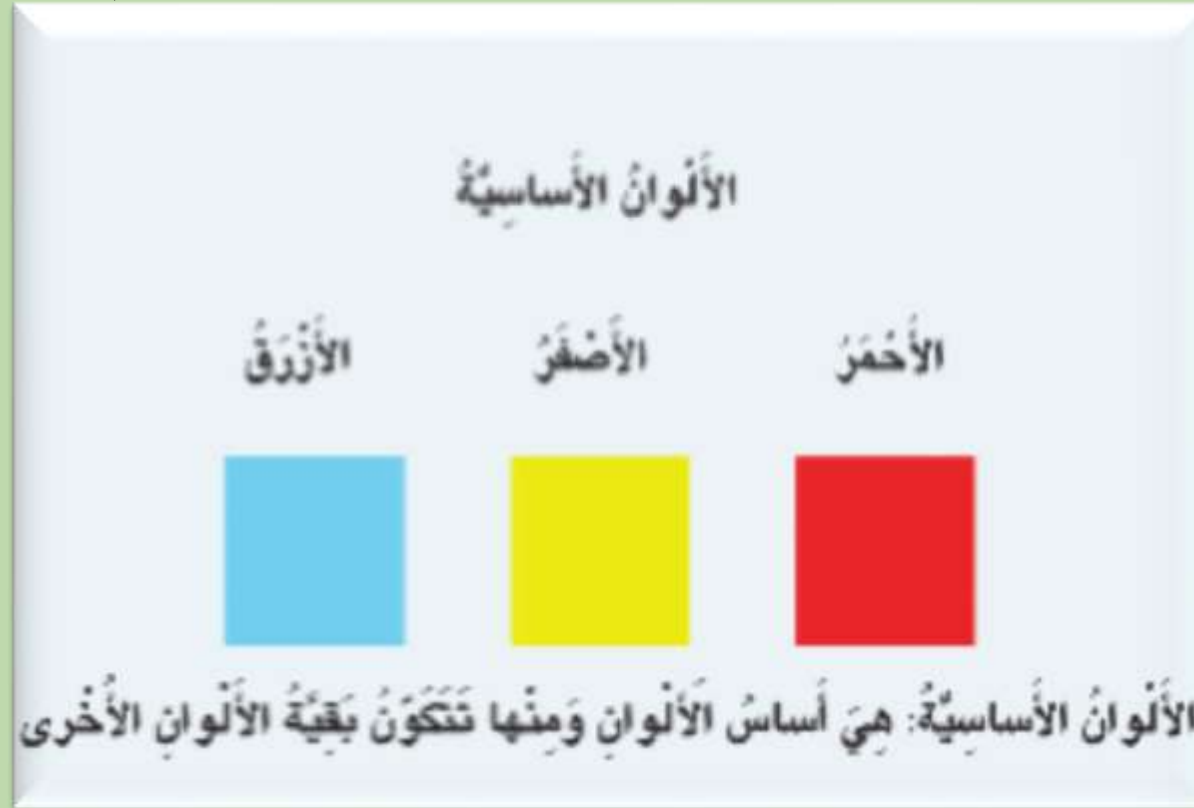 الأَلْوانُ الأَساسِيَّةُ
الأَحْمَرُ الأَصْفَرُ الأَزْرَقُ
الأَلْوانُ الأَساسِيَّةُ: هِيَ أَساسُ الأَلْوانِ وَمِنْها تَتَكَوَّنُ بَقِيَّةُ الأَلْوانِ الأُخْرى